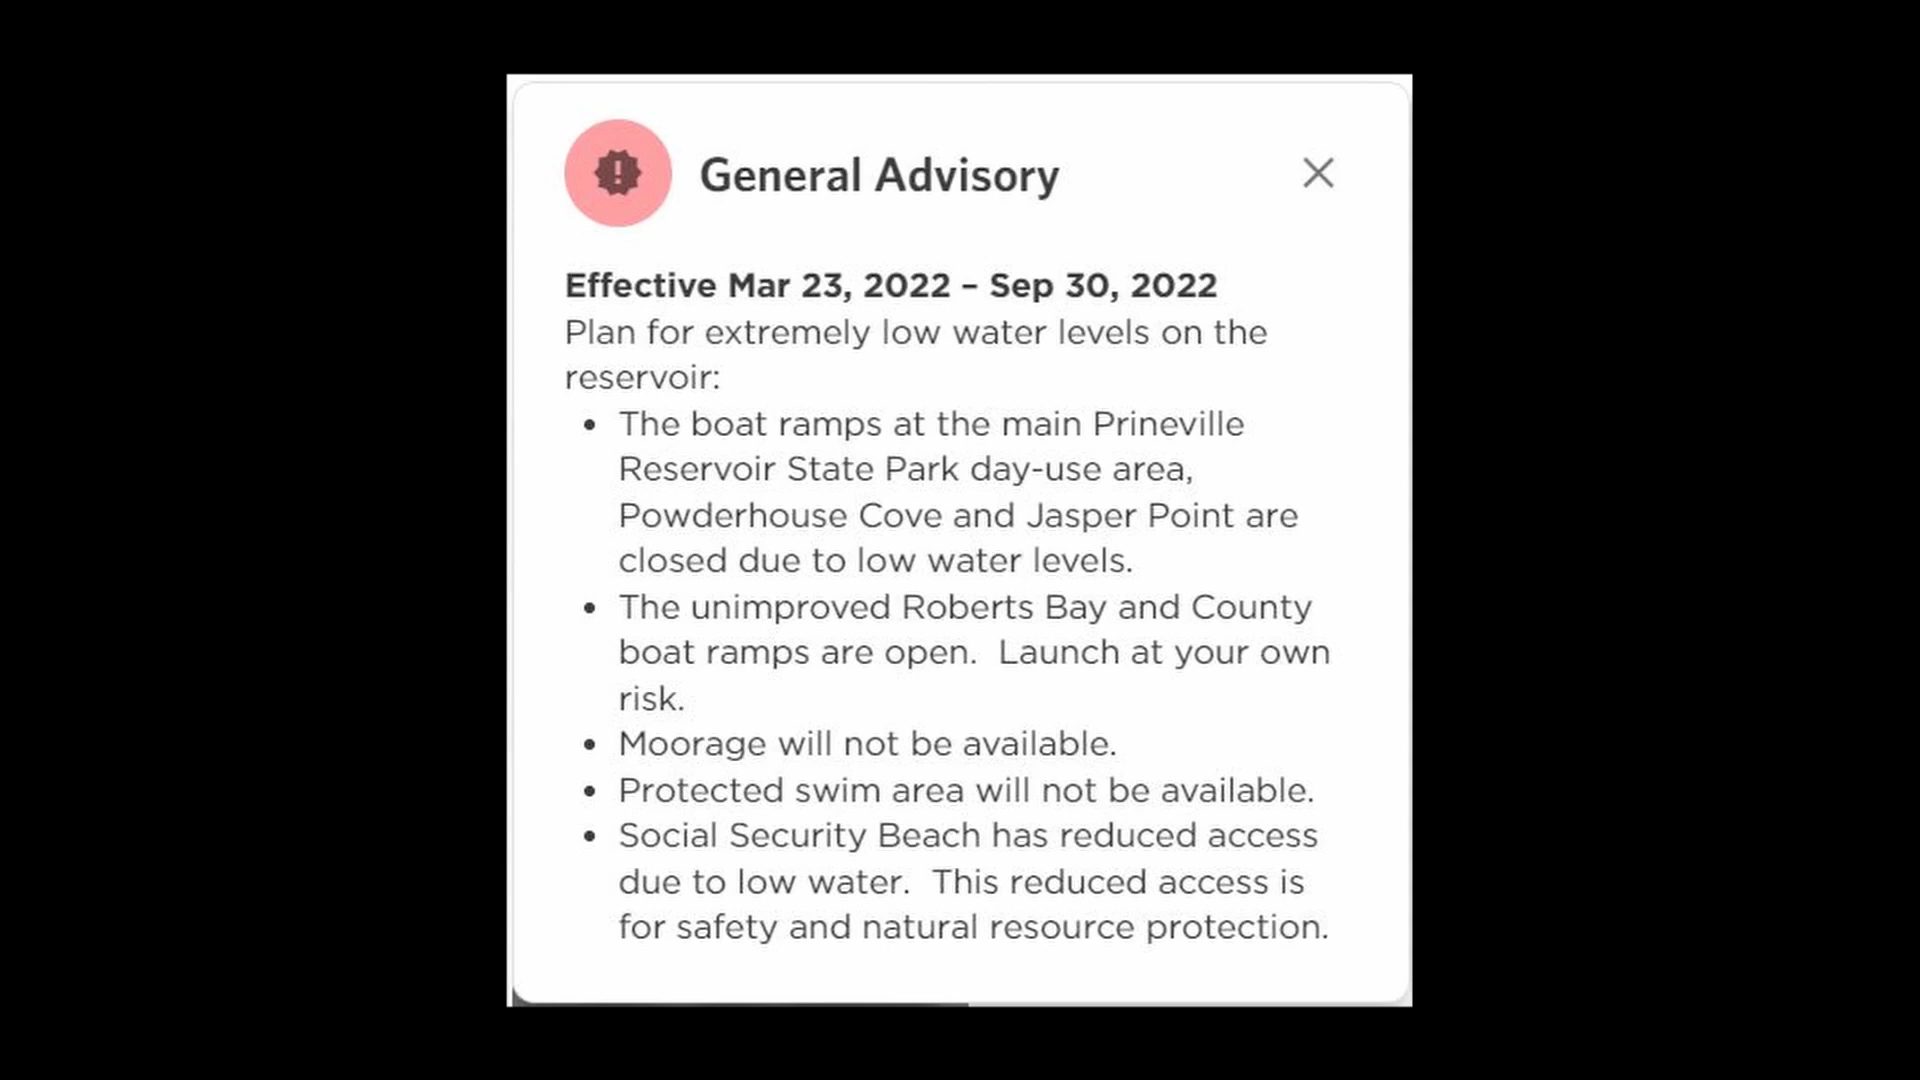 General Advisory
Effective Mar 23, 2022 – Sep 30, 2022
Plan for extremely low water levels on the
reservoir:
• The boat ramps at the main Prineville
Reservoir State Park day-use area,
Powderhouse Cove and Jasper Point are
closed due to low water levels.
• The unimproved Roberts Bay and County
boat ramps are open.  Launch at your own
risk.
• Moorage will not be available.
• Protected swim area will not be available.
• Social Security Beach has reduced access
due to low water.  This reduced access is
for safety and natural resource protection.